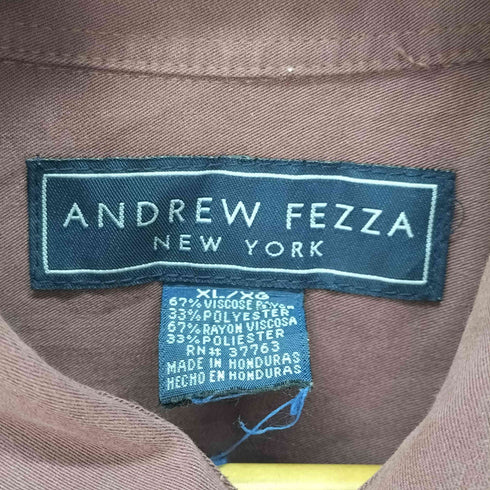 ANDREW FEZZA
NEW YORK
XL/XG
67% VISCOSE
33% POLYESTER
67% RAYON VISCOSA
33% POLIESTER
RN# 37763
MADE IN HONDURAS
HECHO EN HONDURAS